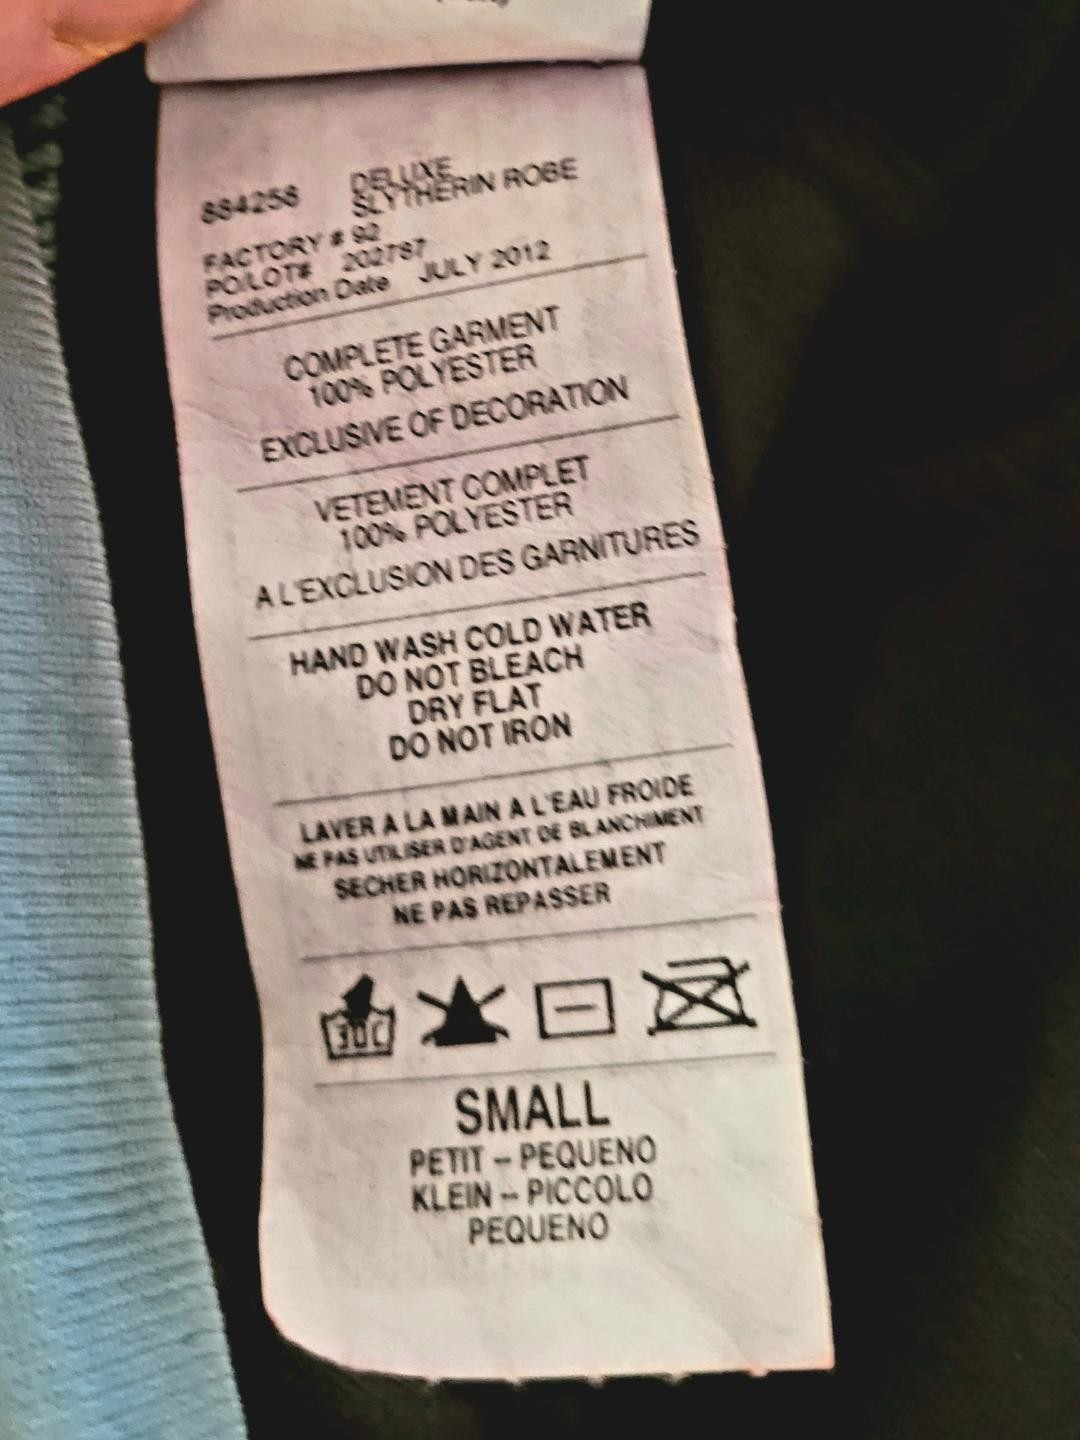 884258 DELUXE
SLYTHERIN ROBE
FACTORY # 92
PO/LOT# 202787
Production Date JULY 2012
COMPLETE GARMENT
100% POLYESTER
EXCLUSIVE OF DECORATION
VETEMENT COMPLET
100% POLYESTER
A L'EXCLUSION DES GARNITURES
HAND WASH COLD WATER
DO NOT BLEACH
DRY FLAT
DO NOT IRON
LAVER A LA MAIN A L'EAU FROIDE
NE PAS UTILISER D'AGENT DE BLANCHIMENT
SECHER HORIZONTALEMENT
NE PAS REPASSER
30C
SMALL
PETIT – PEQUENO
KLEIN – PICCOLO
PEQUENO